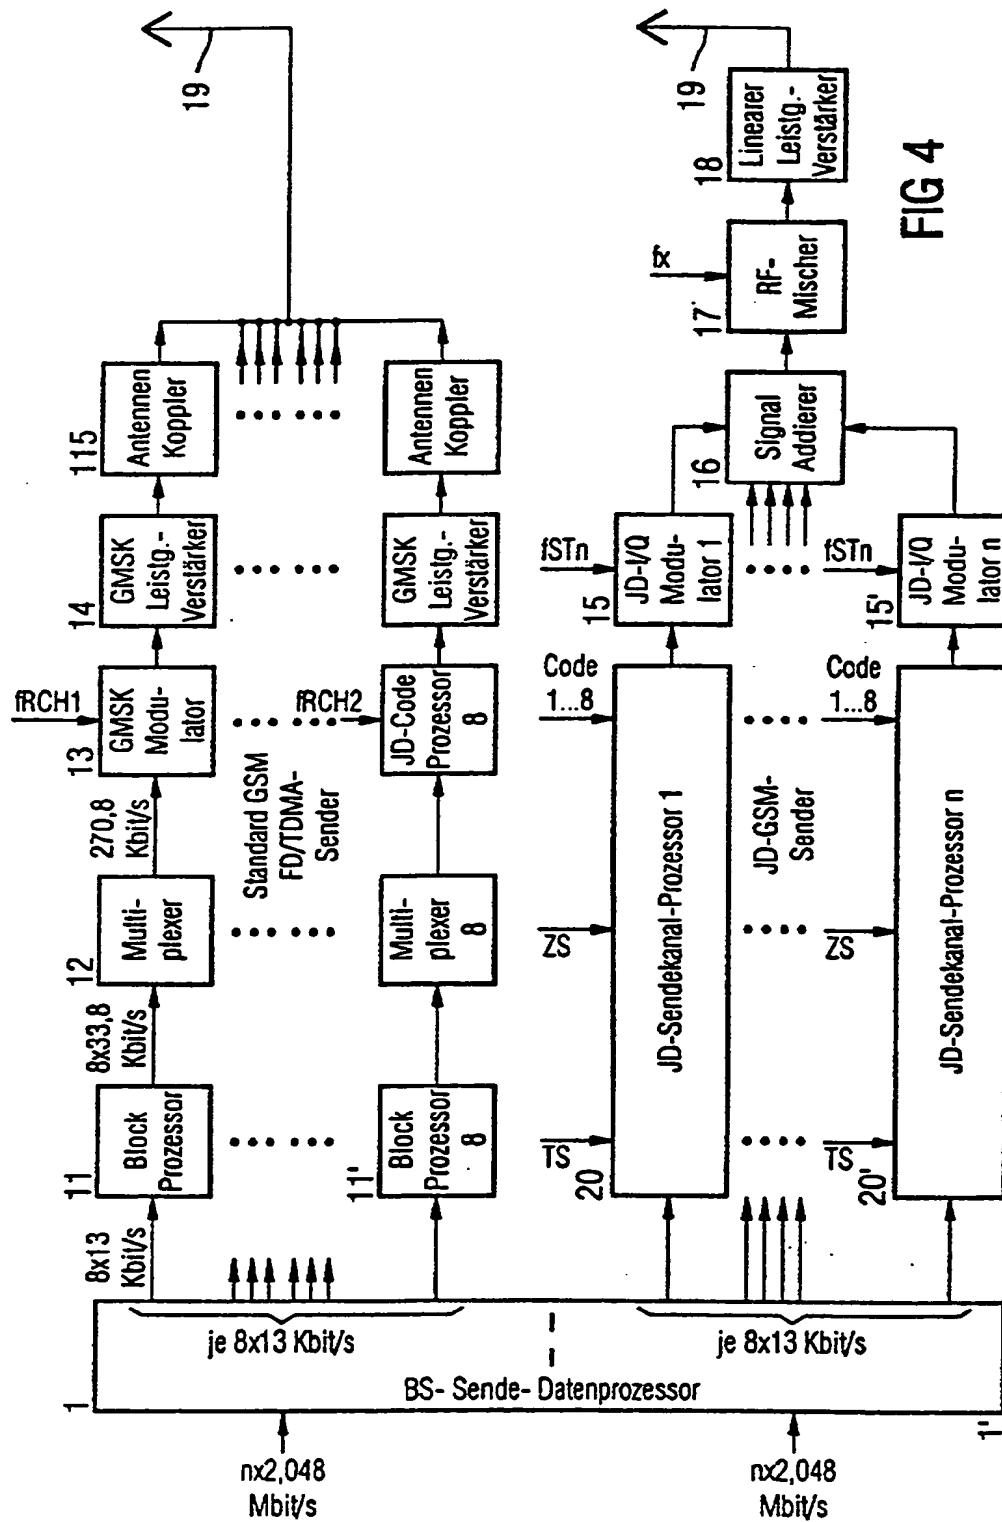 nx2,048
Mbit/s
nx2,048
Mbit/s
1
1'
BS- Sende- Datenprozessor
je 8x13 Kbit/s
je 8x13 Kbit/s
8x13
Kbit/s
11
Block
Prozessor
8x33,8
Kbit/s
12
Multi-
plexer
270,8
Kbit/s
13
GMSK
Modu-
lator
fRCH1
14
GMSK
Leistg.-
Verstärker
115
Antennen
Koppler
19
Standard GSM
FD/TDMA-
Sender
11'
Block
Prozessor
8
Multi-
plexer
8
fRCH2
JD-Code
Prozessor
8
GMSK
Leistg.-
Verstärker
Antennen
Koppler
20
TS
ZS
Code
1...8
JD-Sendekanal-Prozessor 1
15
fSTn
JD-I/Q
Modu-
lator 1
16
Signal
Addierer
17
fx
RF-
Mischer
18
Linearer
Leistg.-
Verstärker
19
JD-GSM-
Sender
20'
TS
ZS
Code
1...8
JD-Sendekanal-Prozessor n
15'
fSTn
JD-I/Q
Modu-
lator n
FIG 4